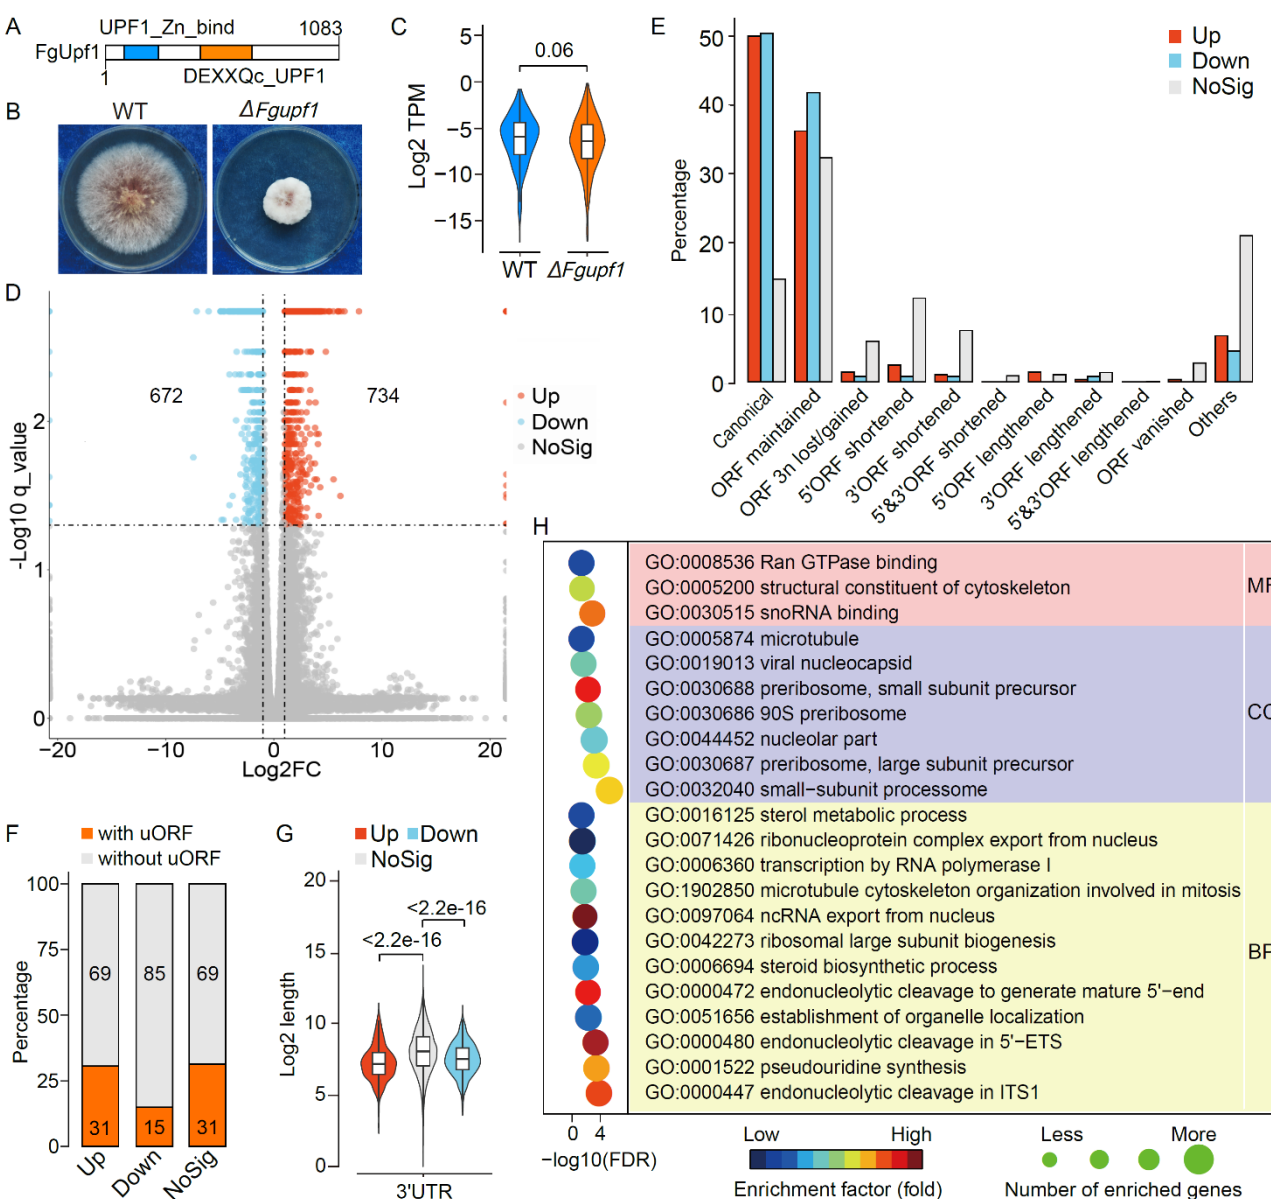 A
UPF1_Zn_bind
1083
FgUpf1
1
DEXXQc_UPF1
B
WT
ΔFgupf1
C
0.06
Log2 TPM
5
0
−5
−10
−15
WT
ΔFgupf1
D
672
734
Up
Down
NoSig
-Log10 q_value
2
1
0
−20
−10
0
10
20
Log2FC
E
Up
Down
NoSig
Percentage
50
40
30
20
10
0
Canonical
ORF maintained
ORF 3n lost/gained
5'ORF shortened
3'ORF shortened
5'&3'ORF shortened
5'ORF lengthened
3'ORF lengthened
5'&3'ORF lengthened
ORF vanished
Others
F
with uORF
without uORF
Percentage
100
75
50
25
0
69
85
69
31
15
31
Up
Down
NoSig
G
Up
Down
NoSig
Log2 length
20
15
10
5
0
<2.2e-16
<2.2e-16
3'UTR
H
GO:0008536 Ran GTPase binding
GO:0005200 structural constituent of cytoskeleton
GO:0030515 snoRNA binding
GO:0005874 microtubule
GO:0019013 viral nucleocapsid
GO:0030688 preribosome, small subunit precursor
GO:0030686 90S preribosome
GO:0044452 nucleolar part
GO:0030687 preribosome, large subunit precursor
GO:0032040 small−subunit processome
GO:0016125 sterol metabolic process
GO:0071426 ribonucleoprotein complex export from nucleus
GO:0006360 transcription by RNA polymerase I
GO:1902850 microtubule cytoskeleton organization involved in mitosis
GO:0097064 ncRNA export from nucleus
GO:0042273 ribosomal large subunit biogenesis
GO:0006694 steroid biosynthetic process
GO:0000472 endonucleolytic cleavage to generate mature 5'−end
GO:0051656 establishment of organelle localization
GO:0000480 endonucleolytic cleavage in 5'−ETS
GO:0001522 pseudouridine synthesis
GO:0000447 endonucleolytic cleavage in ITS1
0 4
−log10(FDR)
Low
High
Enrichment factor (fold)
Less
More
Number of enriched genes